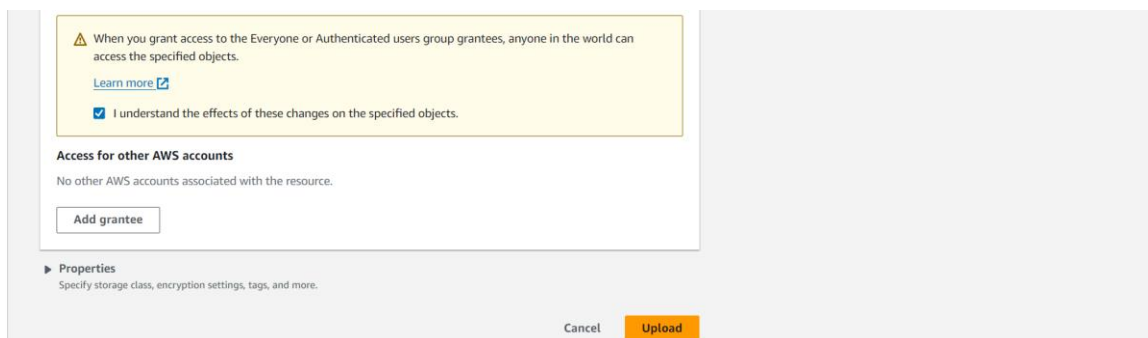 When you grant access to the Everyone or Authenticated users group grantees, anyone in the world can
access the specified objects.
Learn more
I understand the effects of these changes on the specified objects.
Access for other AWS accounts
No other AWS accounts associated with the resource.
Add grantee
Properties
Specify storage class, encryption settings, tags, and more.
Cancel Upload